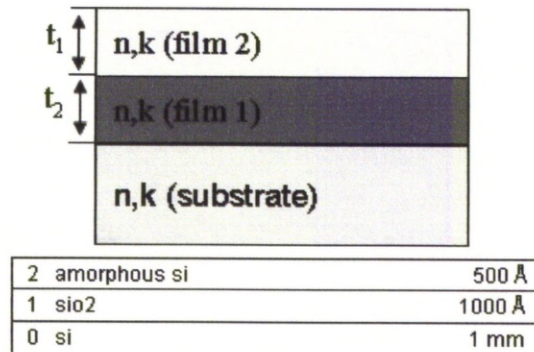 t1
n,k (film 2)
t2
n,k (film 1)
n,k (substrate)
2 amorphous si 500 Å
1 sio2 1000 Å
0 si 1 mm